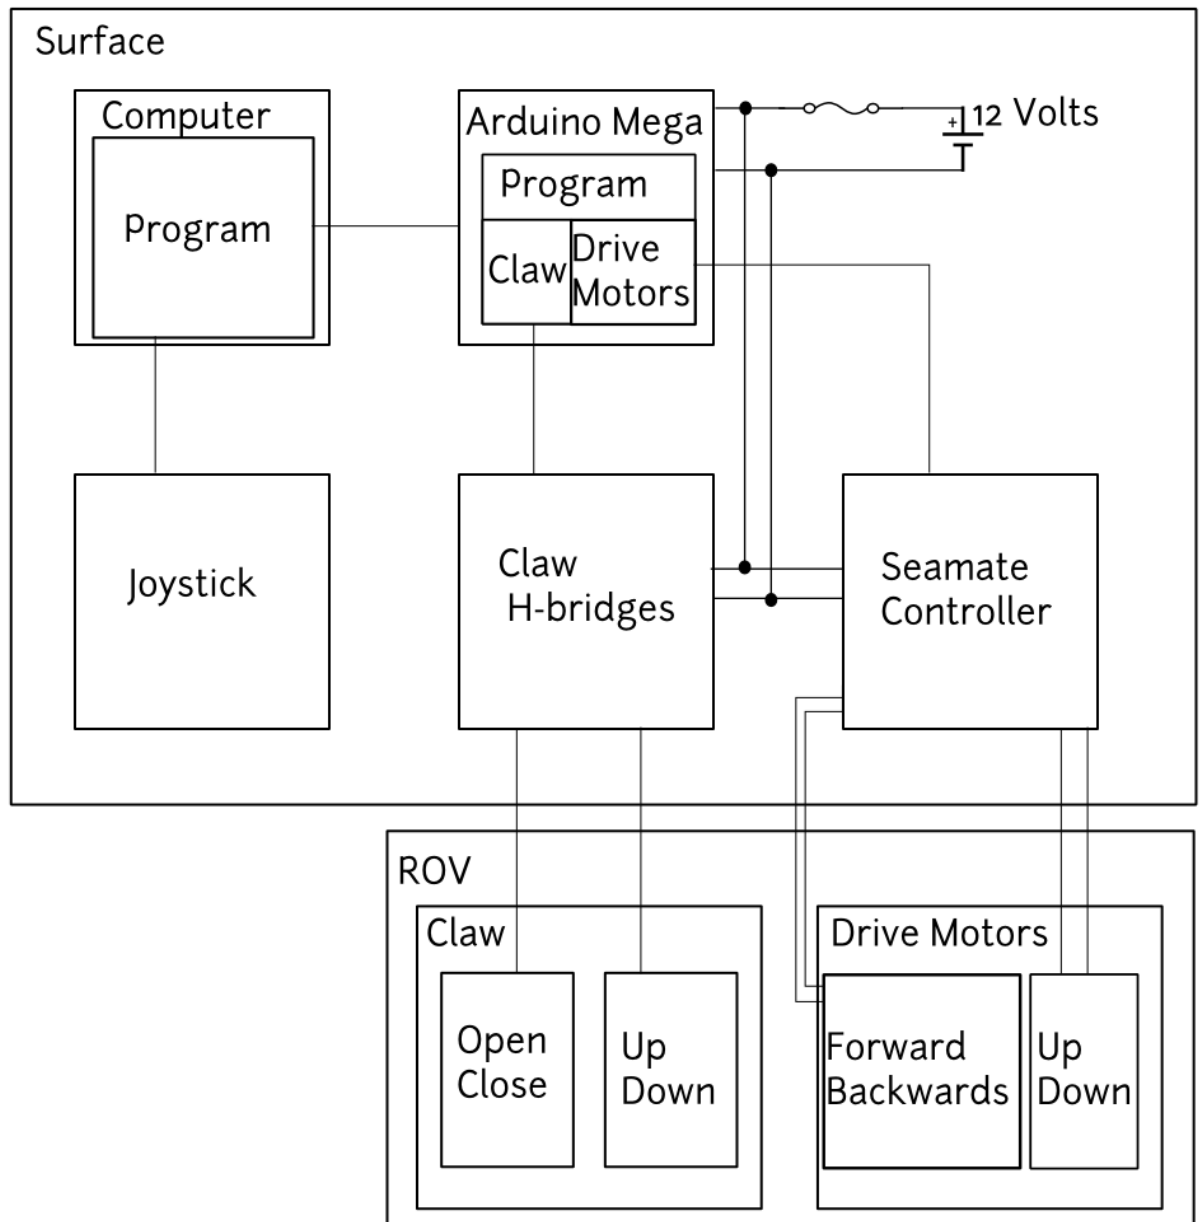 Surface
Computer
Program
Arduino Mega
Program
Claw
Drive
Motors
+
12 Volts
Joystick
Claw
H-bridges
Seamate
Controller
ROV
Claw
Open
Close
Up
Down
Drive Motors
Forward
Backwards
Up
Down